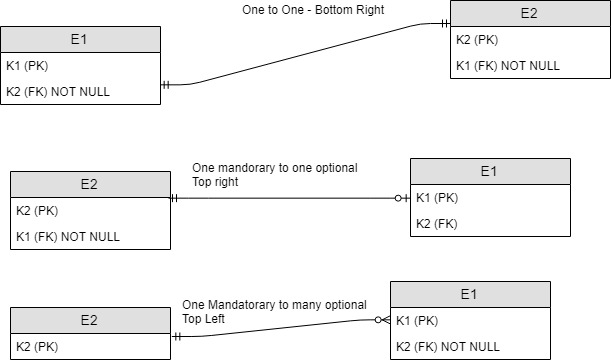 One to One - Bottom Right
E2
K2 (PK)
K1 (FK) NOT NULL
E1
K1 (PK)
K2 (FK) NOT NULL
One mandorary to one optional
Top right
E2
K2 (PK)
K1 (FK) NOT NULL
E1
K1 (PK)
K2 (FK)
One Mandatorary to many optional
Top Left
E2
K2 (PK)
E1
K1 (PK)
K2 (FK) NOT NULL